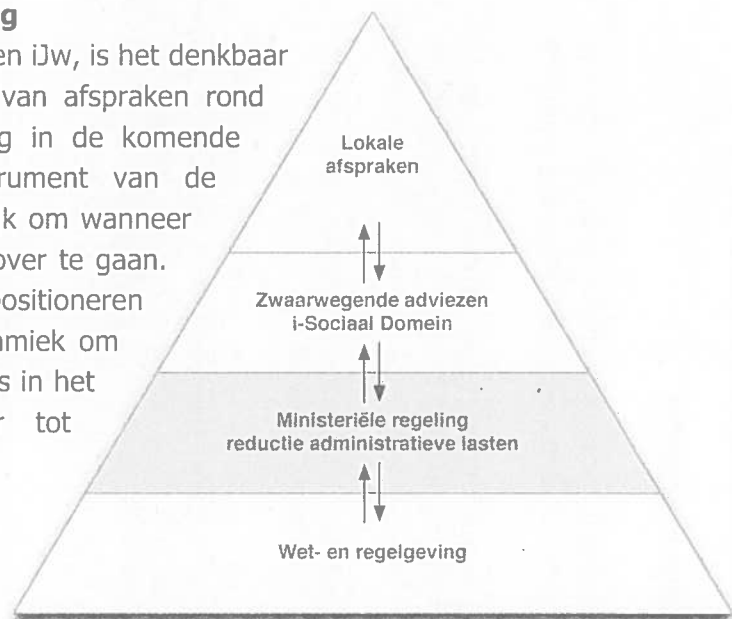 g
en iJw, is het denkbaar
van afspraken rond
g in de komende
rument van de
k om wanneer
over te gaan.
positioneren
amiek om
s in het
r tot
Lokale
afspraken
Zwaarwegende adviezen
i-Sociaal Domein
Ministeriële regeling
reductie administratieve lasten
Wet- en regelgeving